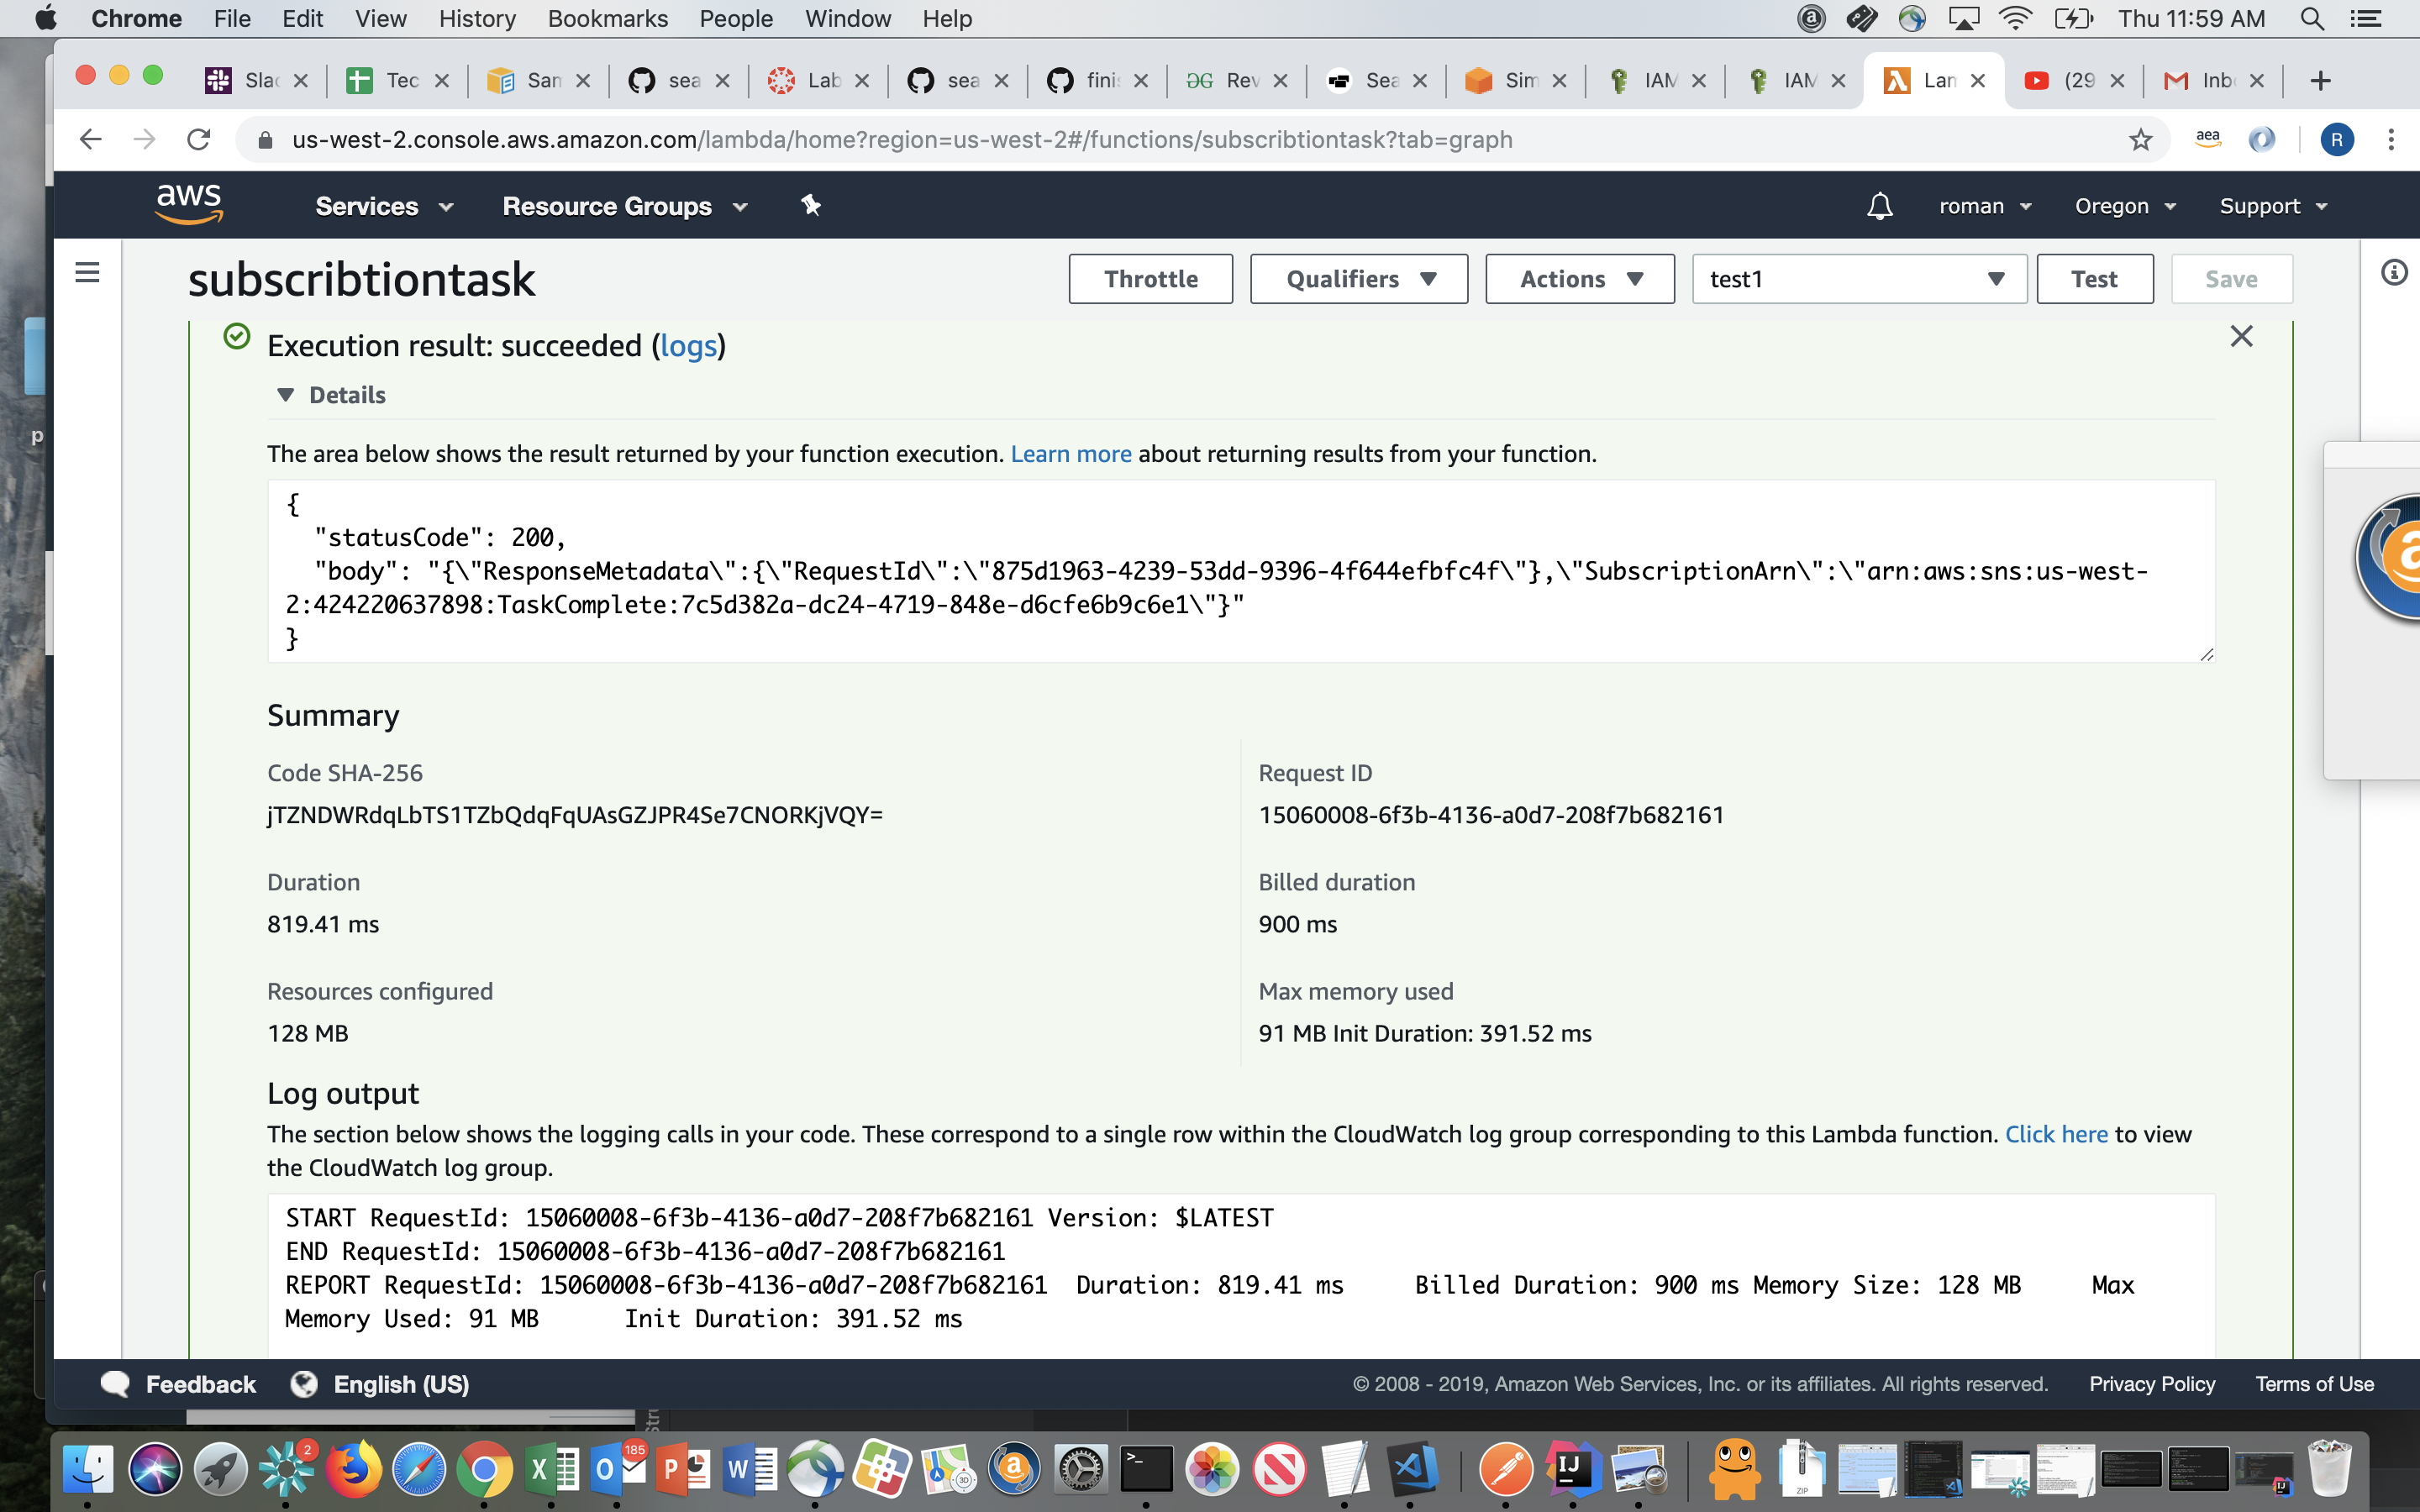 Chrome File Edit View History Bookmarks People Window Help Thu 11:59 AM
Slac Tec Sam sea Lab sea finis Rev Sea Sim IAM IAM Lam (29 Inb
us-west-2.console.aws.amazon.com/lambda/home?region=us-west-2#/functions/subscribtiontask?tab=graph aea R
aws Services Resource Groups roman Oregon Support
subscribtiontask Throttle Qualifiers Actions test1 Test Save
Execution result: succeeded (logs)
Details
The area below shows the result returned by your function execution. Learn more about returning results from your function.
{
"statusCode": 200,
"body": "{\"ResponseMetadata\":{\"RequestId\":\"875d1963-4239-53dd-9396-4f644efbfc4f\"},\"SubscriptionArn\":\"arn:aws:sns:us-west-
2:424220637898:TaskComplete:7c5d382a-dc24-4719-848e-d6cfe6b9c6e1\"}"
}
Summary
Code SHA-256
jTZNDWRdqLbTS1TZbQdqFqUAsGZJPR4Se7CNORKjVQY=
Request ID
15060008-6f3b-4136-a0d7-208f7b682161
Duration
819.41 ms
Billed duration
900 ms
Resources configured
128 MB
Max memory used
91 MB Init Duration: 391.52 ms
Log output
The section below shows the logging calls in your code. These correspond to a single row within the CloudWatch log group corresponding to this Lambda function. Click here to view
the CloudWatch log group.
START RequestId: 15060008-6f3b-4136-a0d7-208f7b682161 Version: $LATEST
END RequestId: 15060008-6f3b-4136-a0d7-208f7b682161
REPORT RequestId: 15060008-6f3b-4136-a0d7-208f7b682161 Duration: 819.41 ms Billed Duration: 900 ms Memory Size: 128 MB Max
Memory Used: 91 MB Init Duration: 391.52 ms
Feedback English (US) © 2008 - 2019, Amazon Web Services, Inc. or its affiliates. All rights reserved. Privacy Policy Terms of Use
2 185